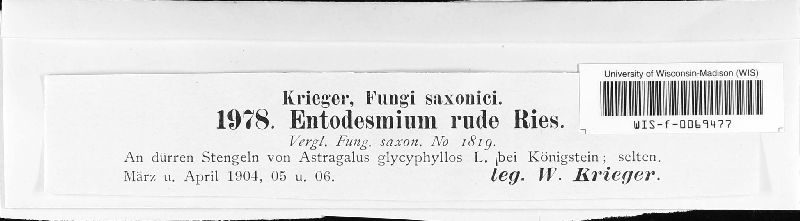 Krieger, Fungi saxonici.
1978. Entodesmium rude Ries.
Vergl. Fung. saxon. No 1819.
An dürren Stengeln von Astragalus glycyphyllos L. bei Königstein; selten.
März u. April 1904, 05 u. 06.
leg. W. Krieger.
University of Wisconsin-Madison (WIS)
WIS-f-0069477